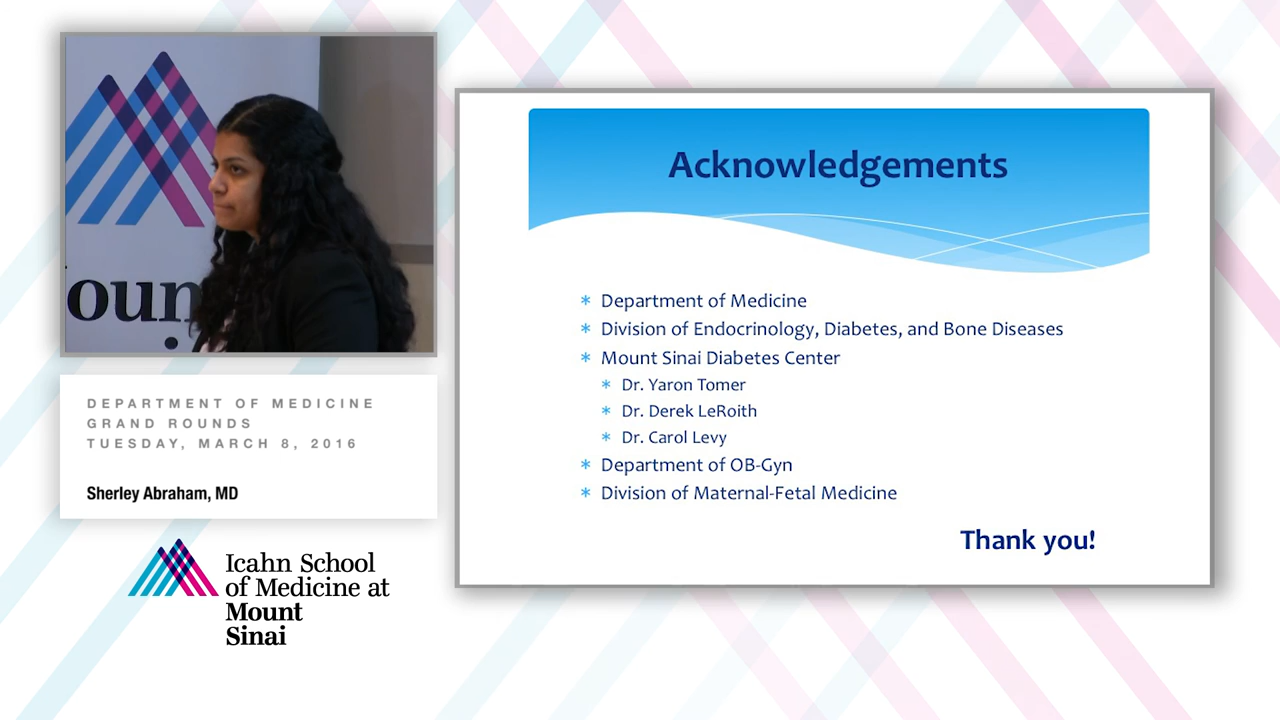 DEPARTMENT OF MEDICINE
GRAND ROUNDS
TUESDAY, MARCH 8, 2016
Sherley Abraham, MD
Icahn School
of Medicine at
Mount
Sinai
Acknowledgements
* Department of Medicine
* Division of Endocrinology, Diabetes, and Bone Diseases
* Mount Sinai Diabetes Center
* Dr. Yaron Tomer
* Dr. Derek LeRoith
* Dr. Carol Levy
* Department of OB-Gyn
* Division of Maternal-Fetal Medicine
Thank you!